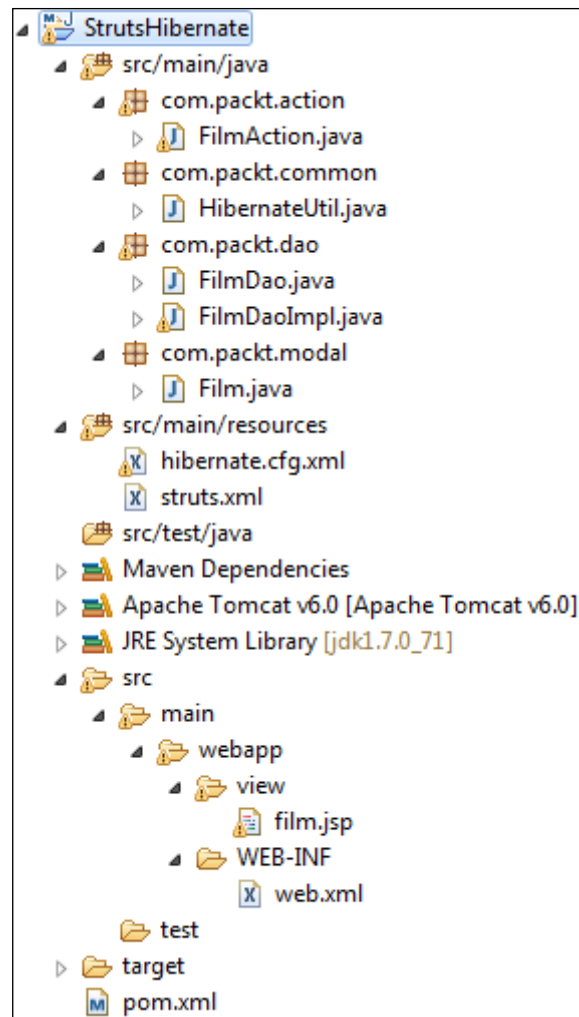 StrutsHibernate
src/main/java
com.packt.action
FilmAction.java
com.packt.common
HibernateUtil.java
com.packt.dao
FilmDao.java
FilmDaoImpl.java
com.packt.modal
Film.java
src/main/resources
hibernate.cfg.xml
struts.xml
src/test/java
Maven Dependencies
Apache Tomcat v6.0 [Apache Tomcat v6.0]
JRE System Library [jdk1.7.0_71]
src
main
webapp
view
film.jsp
WEB-INF
web.xml
test
target
pom.xml